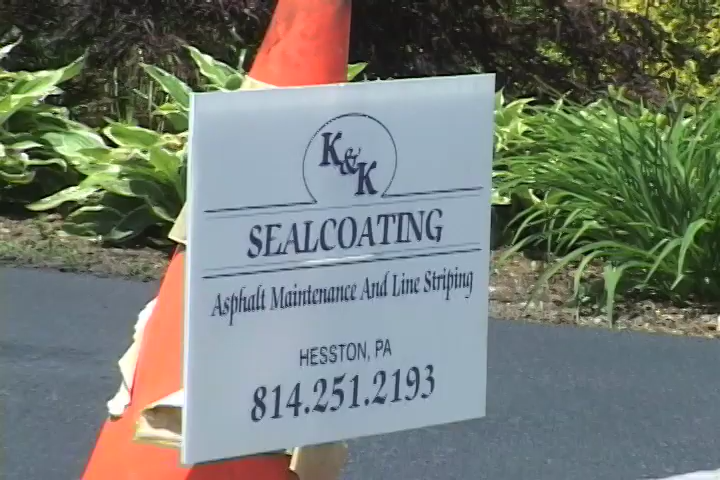 K&K
SEALCOATING
Asphalt Maintenance And Line Striping
HESSTON, PA
814.251.2193